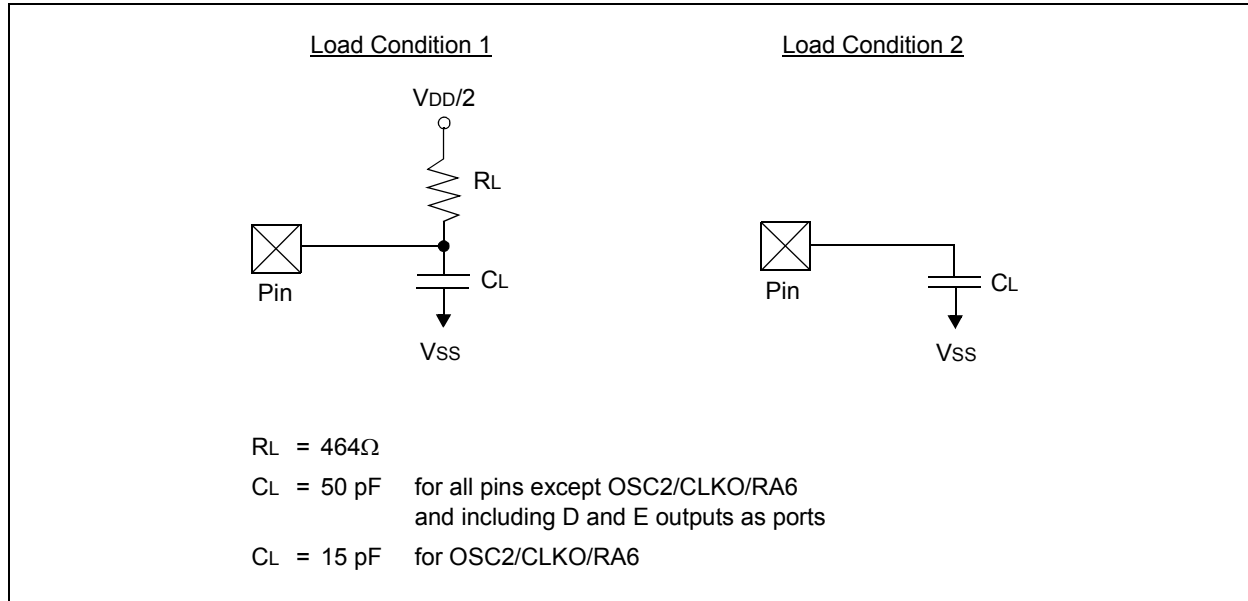 Load Condition 1
Load Condition 2
VDD/2
RL
Pin
CL
VSS
Pin
CL
VSS
RL = 464Ω
CL = 50 pF for all pins except OSC2/CLKO/RA6
and including D and E outputs as ports
CL = 15 pF for OSC2/CLKO/RA6